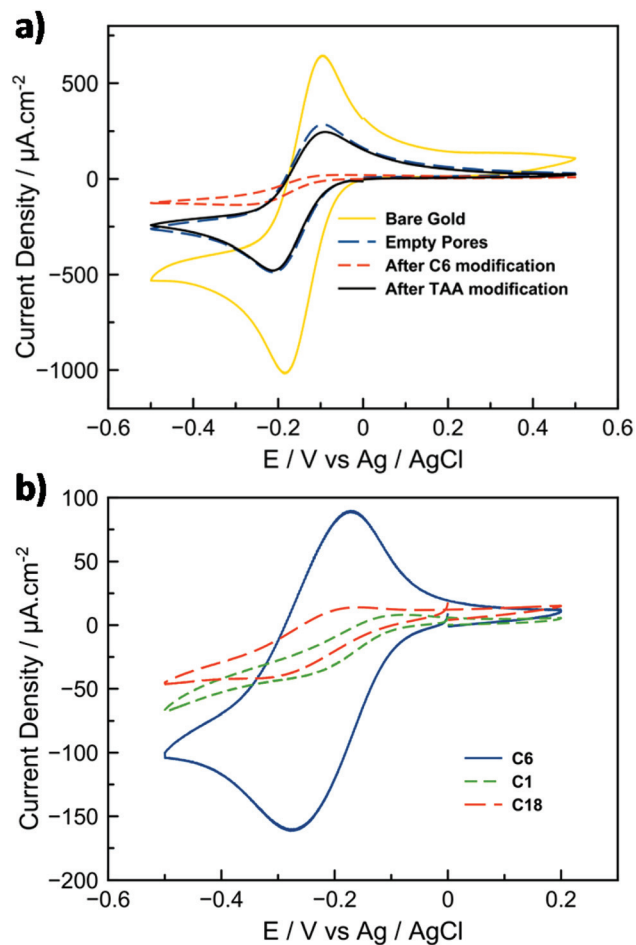 a)
Current Density / µA.cm⁻²
500
0
−500
−1000
Bare Gold
Empty Pores
After C6 modification
After TAA modification
−0.6 −0.4 −0.2 0 0.2 0.4 0.6
E / V vs Ag / AgCl
b)
Current Density / µA.cm⁻²
100
50
0
−50
−100
−150
−200
C6
C1
C18
−0.6 −0.4 −0.2 0 0.2
E / V vs Ag / AgCl